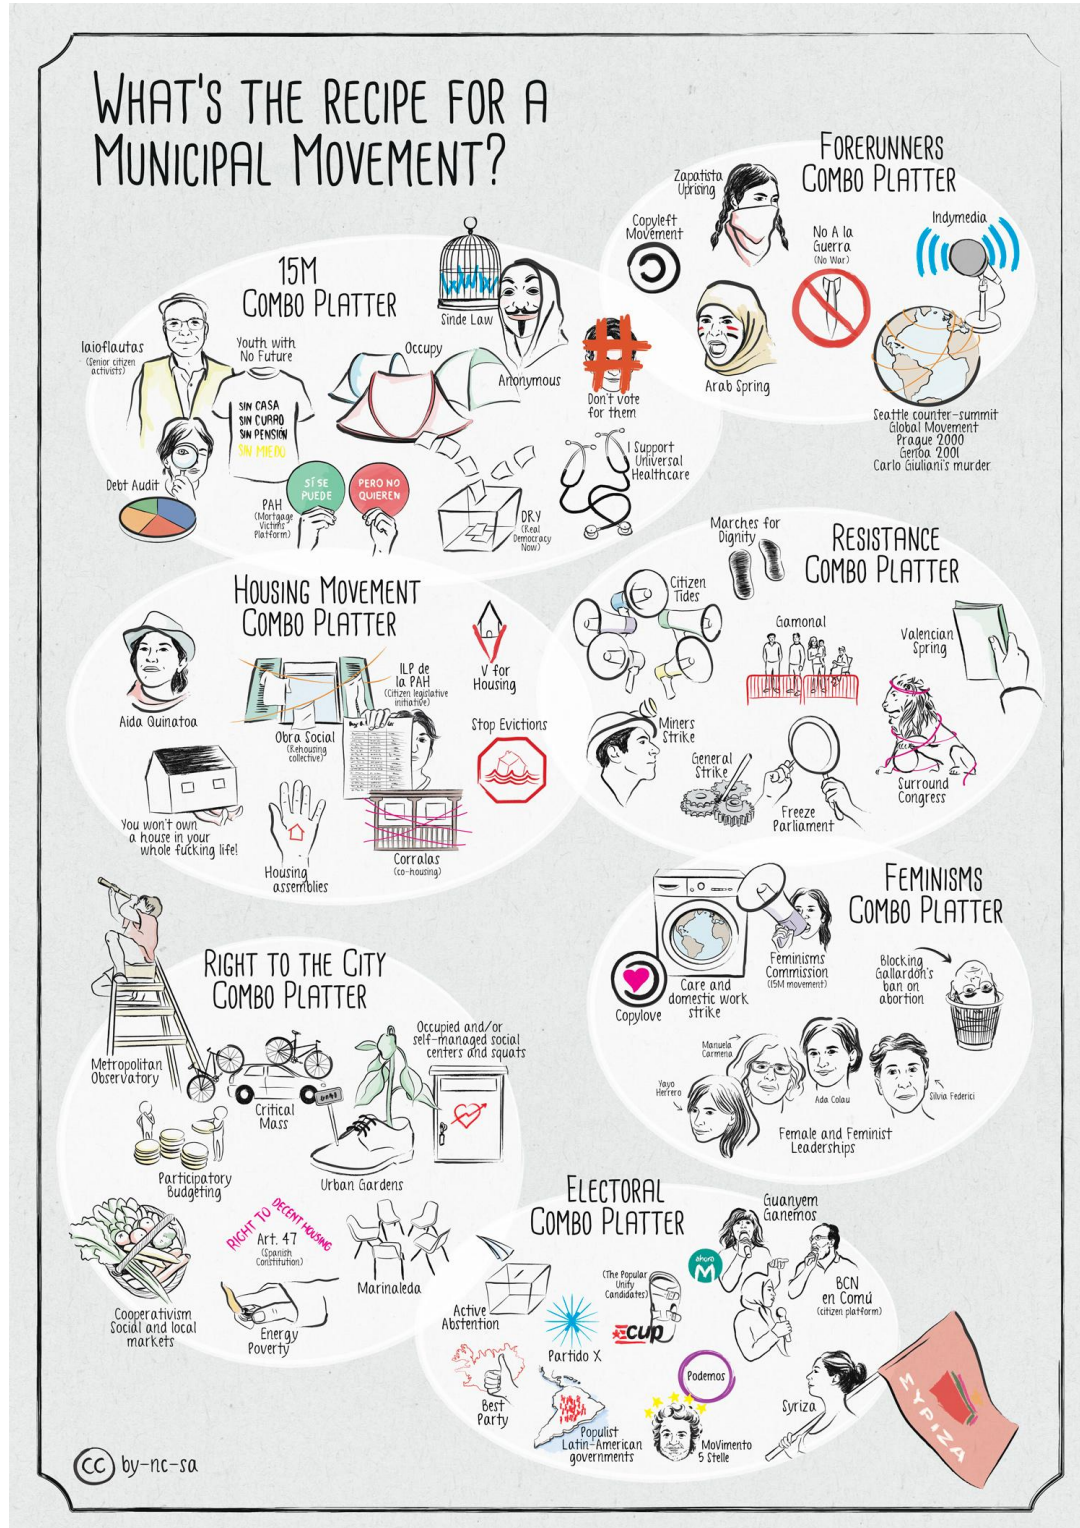 WHAT'S THE RECIPE FOR A
MUNICIPAL MOVEMENT?
FORERUNNERS
COMBO PLATTER
Zapatista
Uprising
Copyleft
Movement
No A la
Guerra
(No War)
Indymedia
Arab Spring
Seattle counter-summit
Global Movement
Prague 2000
Genoa 2001
Carlo Giuliani's murder
15M
COMBO PLATTER
Sinde Law
Iaioflautas
(Senior citizen
activists)
Youth with
No Future
SIN CASA
SIN CURRO
SIN PENSIÓN
SIN MIEDO
Occupy
Anonymous
#
Don't vote
for them
I Support
Universal
Healthcare
Debt Audit
PAH
(Mortgage
Victims'
Platform)
SÍ SE
PUEDE
PERO NO
QUIEREN
DRY
(Real
Democracy
Now)
RESISTANCE
COMBO PLATTER
Marches for
Dignity
Citizen
Tides
Gamonal
Valencian
Spring
Miners
Strike
General
Strike
Freeze
Parliament
Surround
Congress
HOUSING MOVEMENT
COMBO PLATTER
Aida Quinatoa
Obra Social
(Rehousing
collective)
ILP de
la PAH
(Citizen legislative
initiative)
V for
Housing
Stop Evictions
You won't own
a house in your
whole fucking life!
Housing
assemblies
Corralas
(co-housing)
FEMINISMS
COMBO PLATTER
Copylove
Care and
domestic work
strike
Feminisms
Commission
(15M movement)
Blocking
Gallardón's
ban on
abortion
Manuela
Carmena
Yayo
Herrero
Ada Colau
Silvia Federici
Female and Feminist
Leaderships
RIGHT TO THE CITY
COMBO PLATTER
Metropolitan
Observatory
Critical
Mass
Occupied and/or
self-managed social
centers and squats
Participatory
Budgeting
Urban Gardens
RIGHT TO DECENT HOUSING
Art. 47
(Spanish
Constitution)
Marinaleda
Cooperativism
Social and local
markets
Energy
Poverty
ELECTORAL
COMBO PLATTER
Guanyem
Ganemos
ahora
M
BCN
en Comú
(citizen platform)
Active
Abstention
(The Popular
Unity
Candidates)
cup
Partido X
Best
Party
Populist
Latin-American
governments
Podemos
MoVimento
5 Stelle
Syriza
cc by-nc-sa